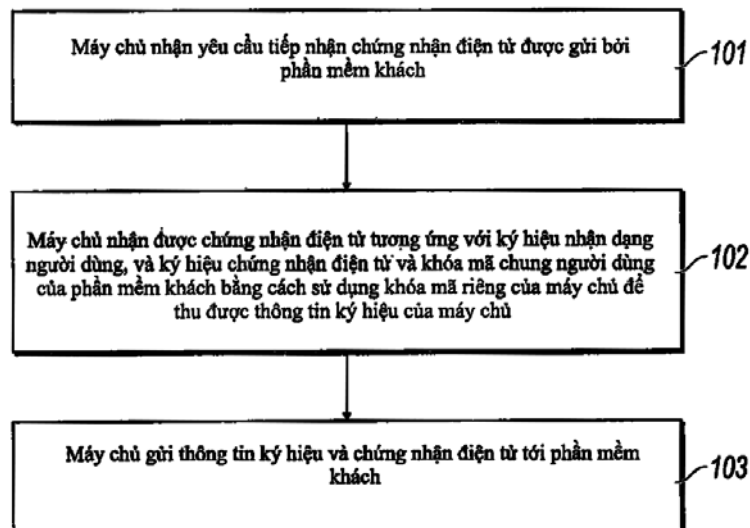 Máy chủ nhận yêu cầu tiếp nhận chứng nhận điện tử được gửi bởi
phần mềm khách
101
Máy chủ nhận được chứng nhận điện tử tương ứng với ký hiệu nhận dạng
người dùng, và ký hiệu chứng nhận điện tử và khóa mã chung người dùng
của phần mềm khách bằng cách sử dụng khóa mã riêng của máy chủ để
thu được thông tin ký hiệu của máy chủ
102
Máy chủ gửi thông tin ký hiệu và chứng nhận điện tử tới phần mềm
khách
103